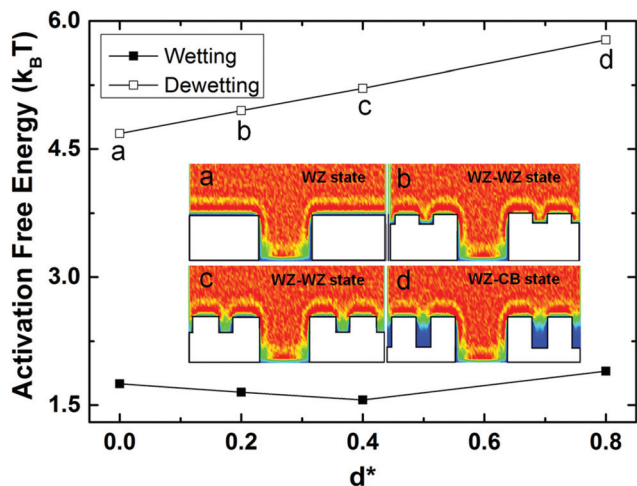 Activation Free Energy (k_BT)
6.0
4.5
3.0
1.5
Wetting
Dewetting
a
b
c
d
a WZ state
b WZ-WZ state
c WZ-WZ state
d WZ-CB state
0.0 0.2 0.4 0.6 0.8
d*